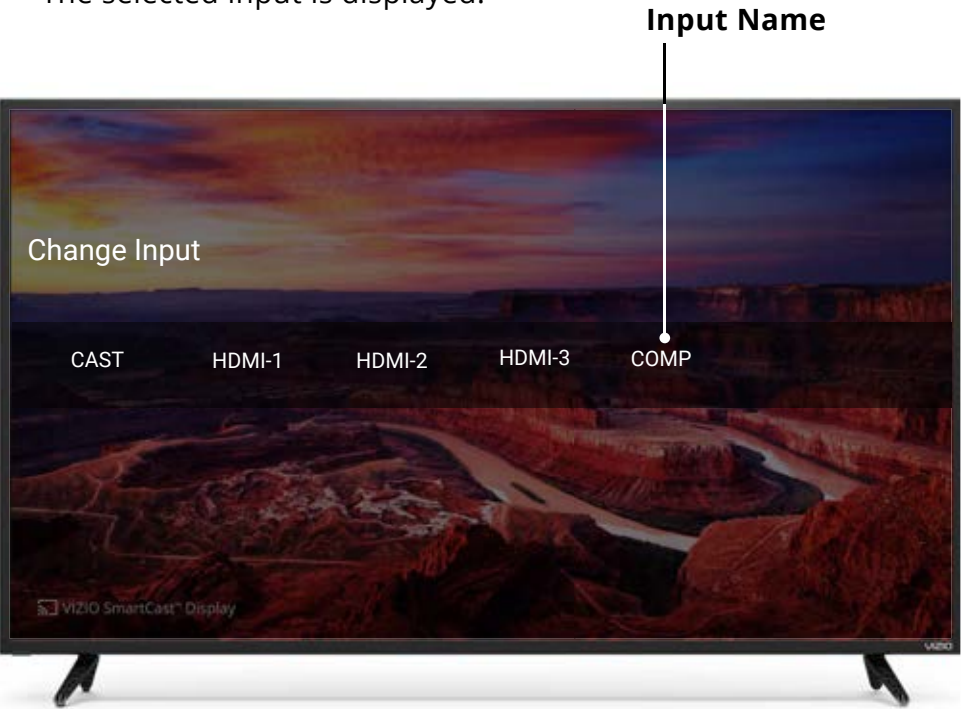 The selected input is displayed.
Input Name
Change Input
CAST HDMI-1 HDMI-2 HDMI-3 COMP
VIZIO SmartCast™ Display
VIZIO